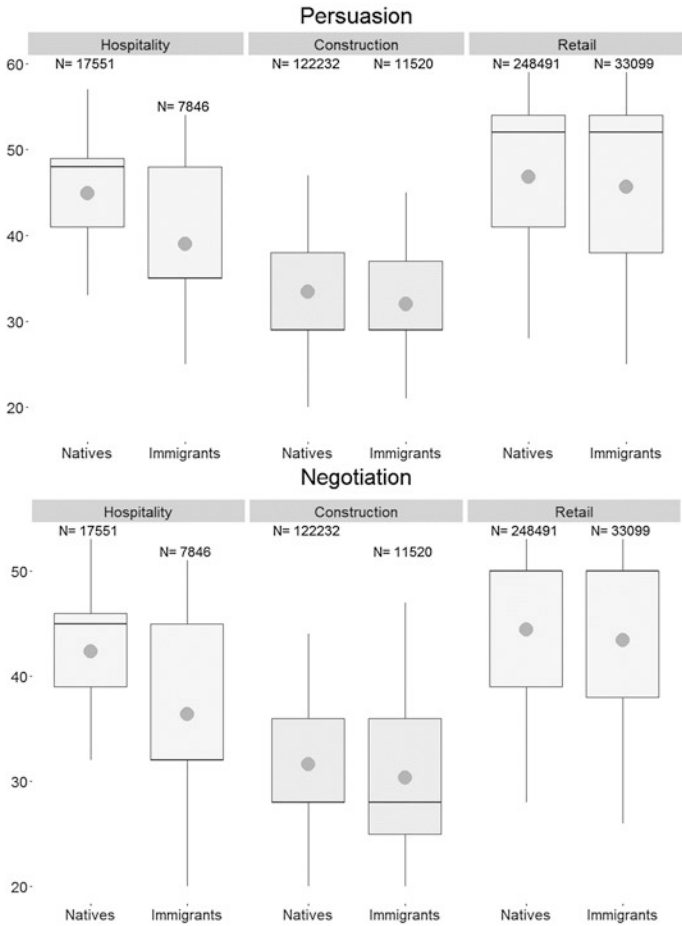 Persuasion
Hospitality Construction Retail
60 N= 17551 N= 122232 N= 11520 N= 248491 N= 33099
N= 7846
50
40
30
20
Natives Immigrants Natives Immigrants Natives Immigrants
Negotiation
Hospitality Construction Retail
N= 17551 N= 122232 N= 248491 N= 33099
N= 7846 N= 11520
50
40
30
20
Natives Immigrants Natives Immigrants Natives Immigrants